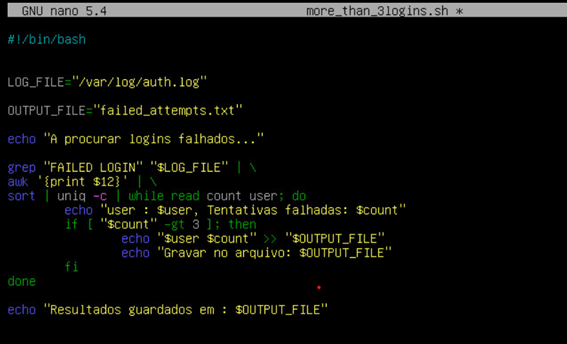 GNU nano 5.4 more_than_3logins.sh *
#!/bin/bash
LOG_FILE="/var/log/auth.log"
OUTPUT_FILE="failed_attempts.txt"
echo "A procurar logins falhados..."
grep "FAILED LOGIN" "$LOG_FILE" | \
awk '{print $12}' | \
sort | uniq -c | while read count user; do
echo "user : $user, Tentativas falhadas: $count"
if [ "$count" -gt 3 ]; then
echo "$user $count" >> "$OUTPUT_FILE"
echo "Gravar no arquivo: $OUTPUT_FILE"
fi
done
echo "Resultados guardados em : $OUTPUT_FILE"